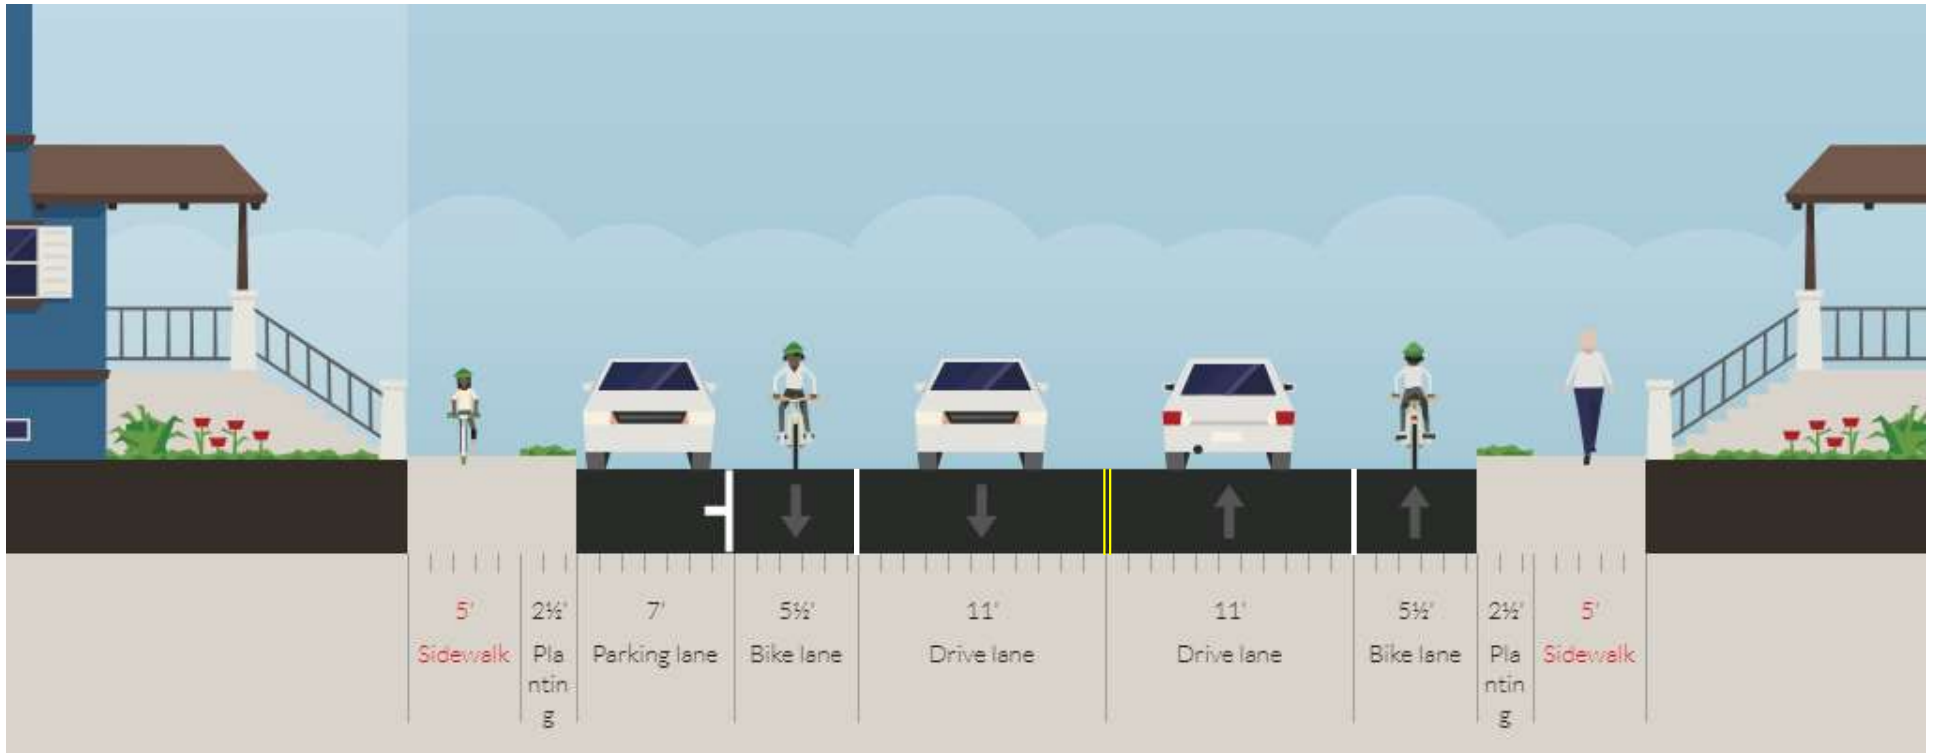 5' 2½' 7' 5½' 11' 11' 5½' 2½' 5'
Sidewalk Pla Parking lane Bike lane Drive lane Drive lane Bike lane Pla Sidewalk
ntin ntin
g g